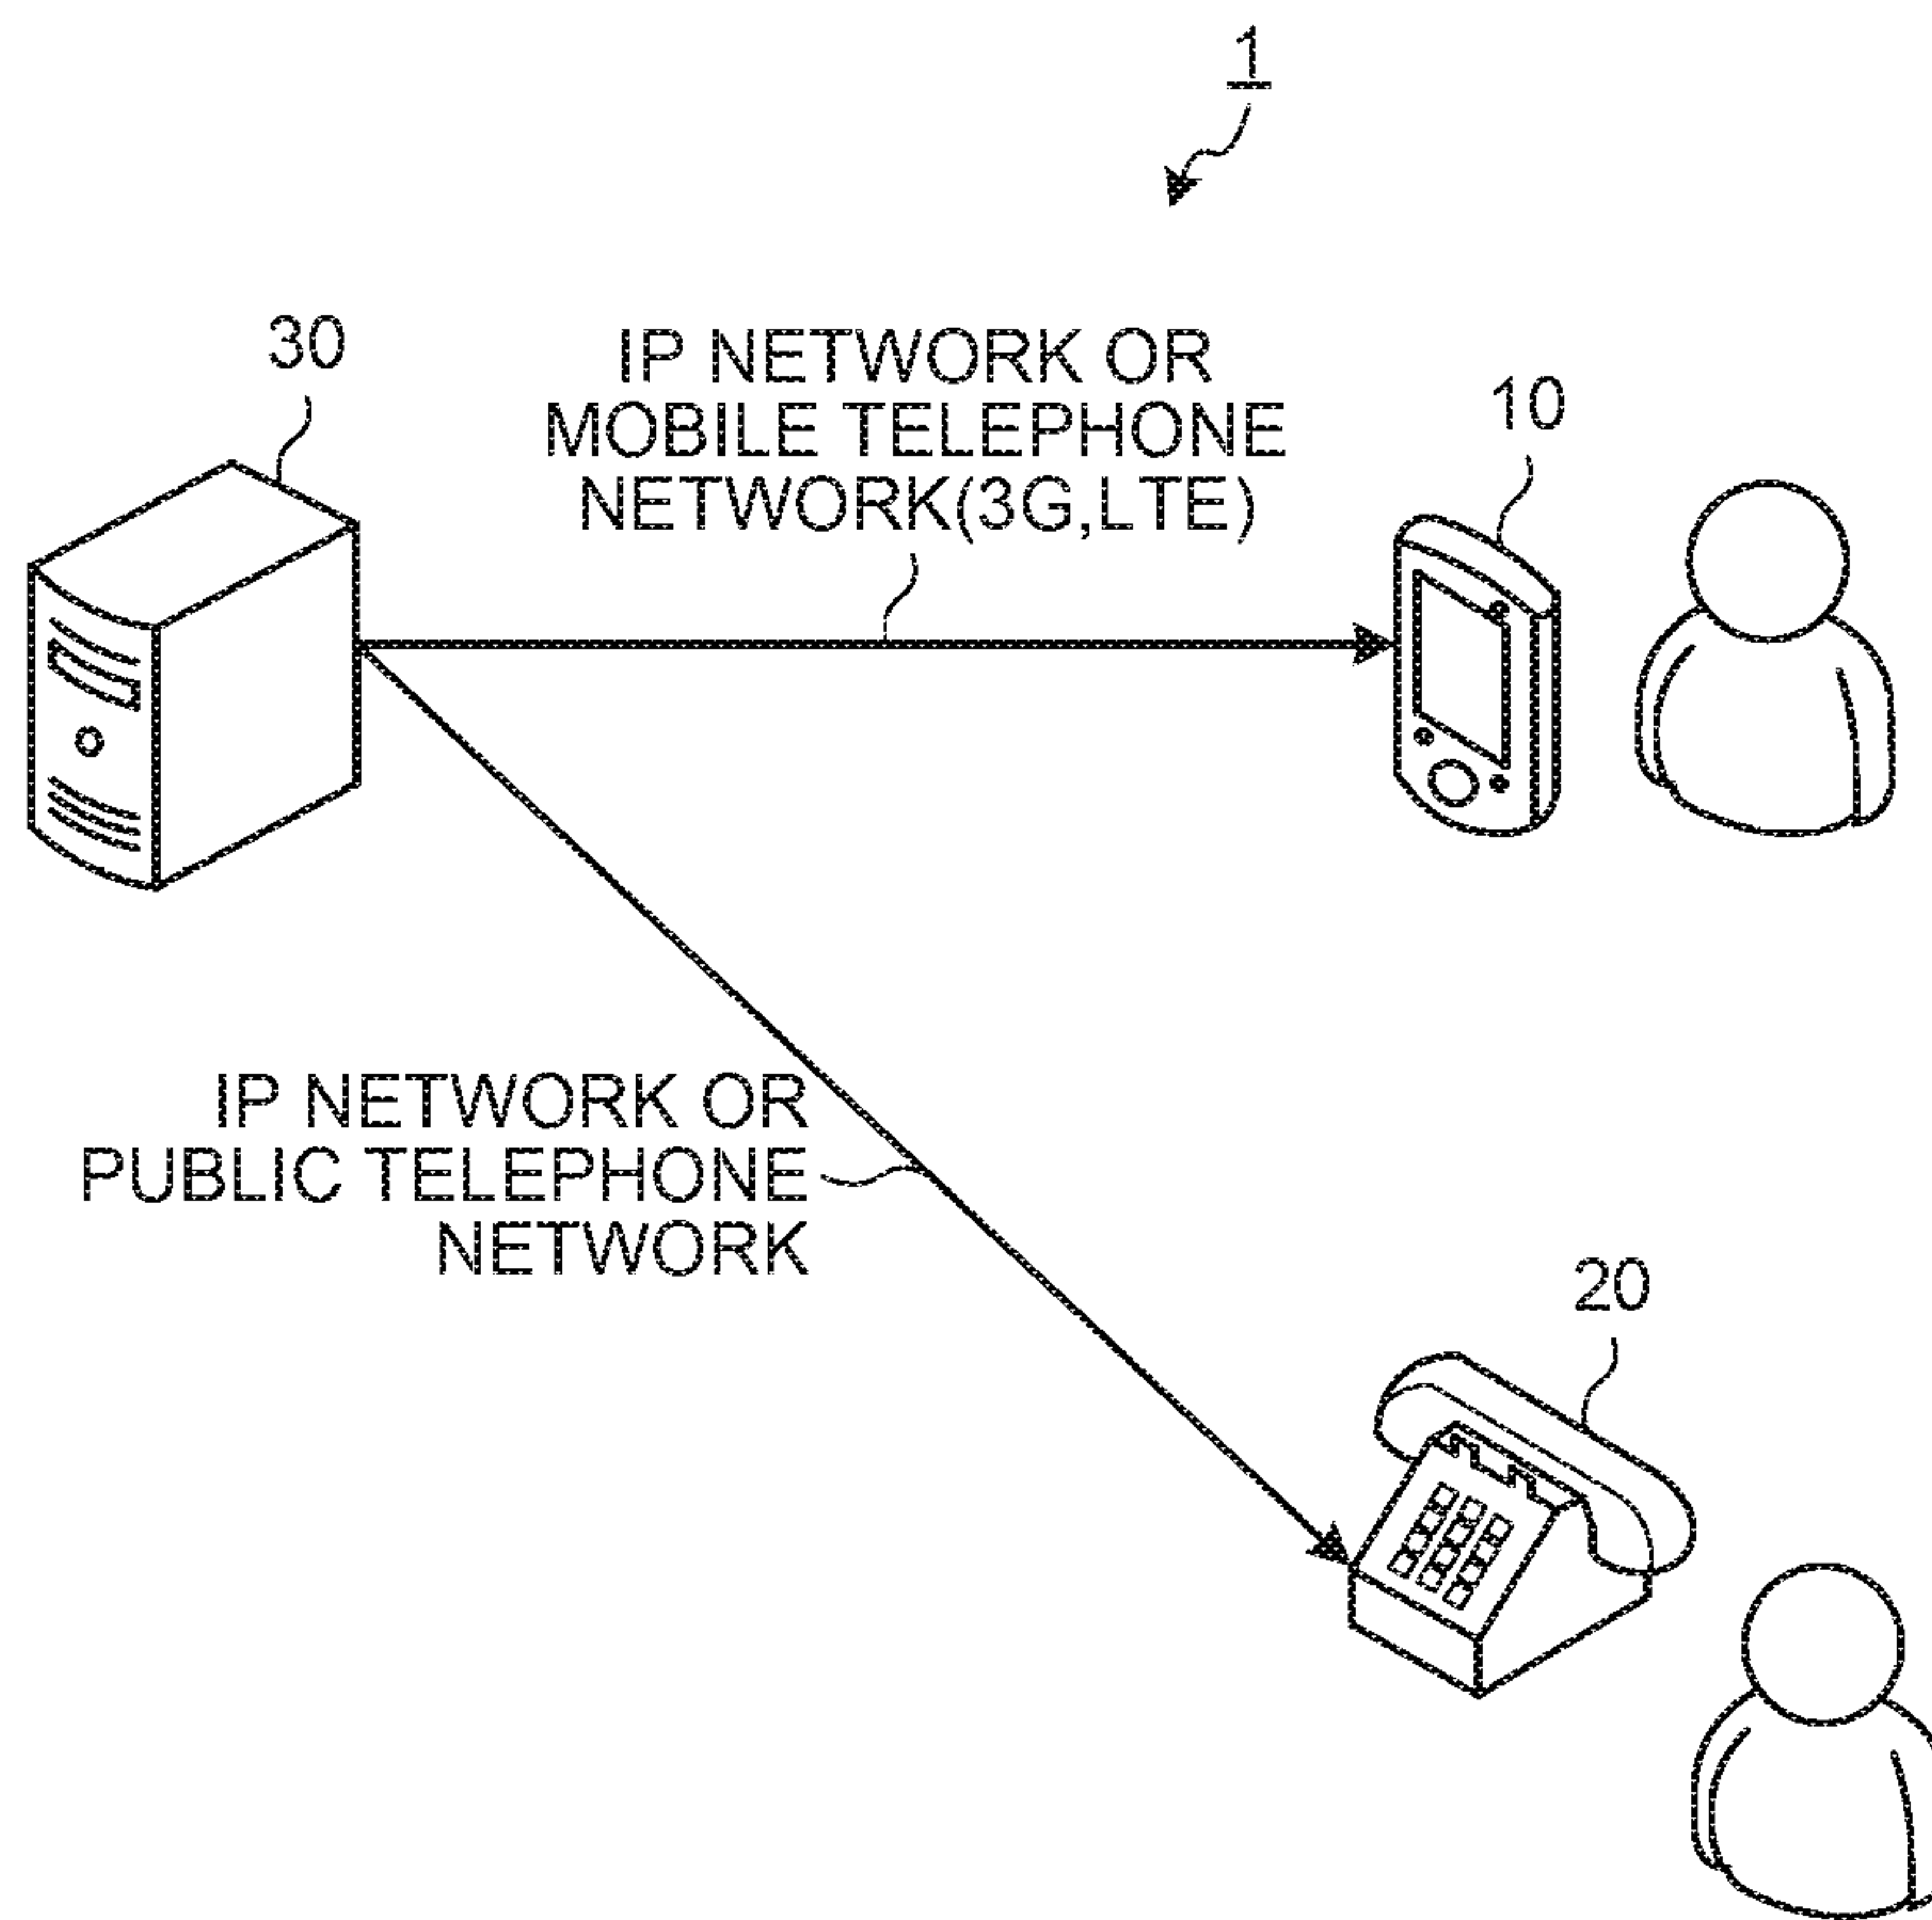 1
30
IP NETWORK OR
MOBILE TELEPHONE
NETWORK(3G,LTE)
10
IP NETWORK OR
PUBLIC TELEPHONE
NETWORK
20